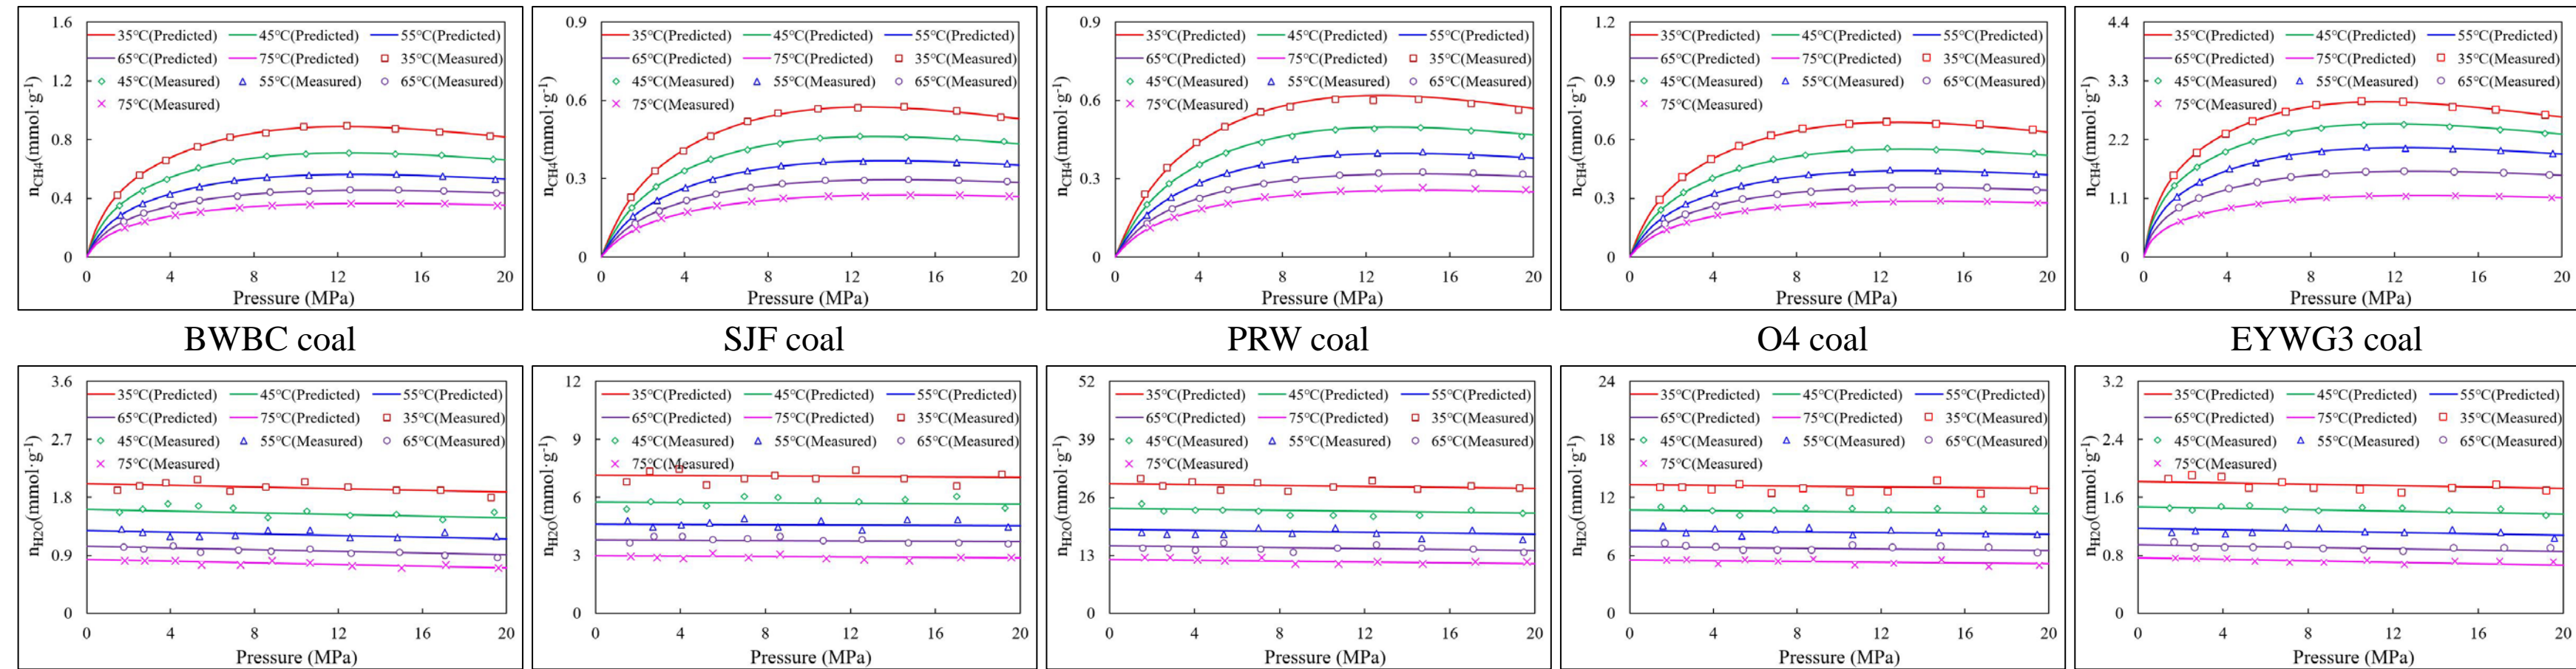 1.6
1.2
0.8
0.4
0
n_CH4(mmol·g⁻¹)
35℃(Predicted) 45℃(Predicted) 55℃(Predicted)
65℃(Predicted) 75℃(Predicted) 35℃(Measured)
45℃(Measured) 55℃(Measured) 65℃(Measured)
75℃(Measured)
0 4 8 12 16 20
Pressure (MPa)
0.9
0.6
0.3
0
n_CH4(mmol·g⁻¹)
35℃(Predicted) 45℃(Predicted) 55℃(Predicted)
65℃(Predicted) 75℃(Predicted) 35℃(Measured)
45℃(Measured) 55℃(Measured) 65℃(Measured)
75℃(Measured)
0 4 8 12 16 20
Pressure (MPa)
0.9
0.6
0.3
0
n_CH4(mmol·g⁻¹)
35℃(Predicted) 45℃(Predicted) 55℃(Predicted)
65℃(Predicted) 75℃(Predicted) 35℃(Measured)
45℃(Measured) 55℃(Measured) 65℃(Measured)
75℃(Measured)
0 4 8 12 16 20
Pressure (MPa)
1.2
0.9
0.6
0.3
0
n_CH4(mmol·g⁻¹)
35℃(Predicted) 45℃(Predicted) 55℃(Predicted)
65℃(Predicted) 75℃(Predicted) 35℃(Measured)
45℃(Measured) 55℃(Measured) 65℃(Measured)
75℃(Measured)
0 4 8 12 16 20
Pressure (MPa)
4.4
3.3
2.2
1.1
0
n_CH4(mmol·g⁻¹)
35℃(Predicted) 45℃(Predicted) 55℃(Predicted)
65℃(Predicted) 75℃(Predicted) 35℃(Measured)
45℃(Measured) 55℃(Measured) 65℃(Measured)
75℃(Measured)
0 4 8 12 16 20
Pressure (MPa)
BWBC coal SJF coal PRW coal O4 coal EYWG3 coal
3.6
2.7
1.8
0.9
0
n_H2O(mmol·g⁻¹)
35℃(Predicted) 45℃(Predicted) 55℃(Predicted)
65℃(Predicted) 75℃(Predicted) 35℃(Measured)
45℃(Measured) 55℃(Measured) 65℃(Measured)
75℃(Measured)
0 4 8 12 16 20
Pressure (MPa)
12
9
6
3
0
n_H2O(mmol·g⁻¹)
35℃(Predicted) 45℃(Predicted) 55℃(Predicted)
65℃(Predicted) 75℃(Predicted) 35℃(Measured)
45℃(Measured) 55℃(Measured) 65℃(Measured)
75℃(Measured)
0 4 8 12 16 20
Pressure (MPa)
52
39
26
13
0
n_H2O(mmol·g⁻¹)
35℃(Predicted) 45℃(Predicted) 55℃(Predicted)
65℃(Predicted) 75℃(Predicted) 35℃(Measured)
45℃(Measured) 55℃(Measured) 65℃(Measured)
75℃(Measured)
0 4 8 12 16 20
Pressure (MPa)
24
18
12
6
0
n_H2O(mmol·g⁻¹)
35℃(Predicted) 45℃(Predicted) 55℃(Predicted)
65℃(Predicted) 75℃(Predicted) 35℃(Measured)
45℃(Measured) 55℃(Measured) 65℃(Measured)
75℃(Measured)
0 4 8 12 16 20
Pressure (MPa)
3.2
2.4
1.6
0.8
0
n_H2O(mmol·g⁻¹)
35℃(Predicted) 45℃(Predicted) 55℃(Predicted)
65℃(Predicted) 75℃(Predicted) 35℃(Measured)
45℃(Measured) 55℃(Measured) 65℃(Measured)
75℃(Measured)
0 4 8 12 16 20
Pressure (MPa)